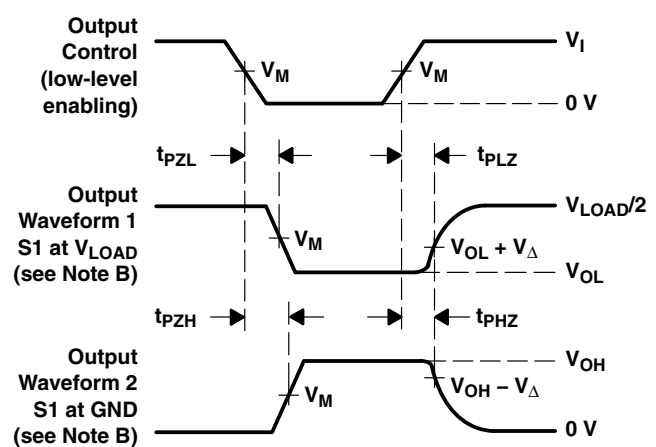 Output
Control
(low-level
enabling)
V_M
V_M
V_I
0 V
t_PZL
t_PLZ
Output
Waveform 1
S1 at V_LOAD
(see Note B)
V_M
V_LOAD/2
V_OL + V_Δ
V_OL
t_PZH
t_PHZ
Output
Waveform 2
S1 at GND
(see Note B)
V_M
V_OH
V_OH − V_Δ
0 V